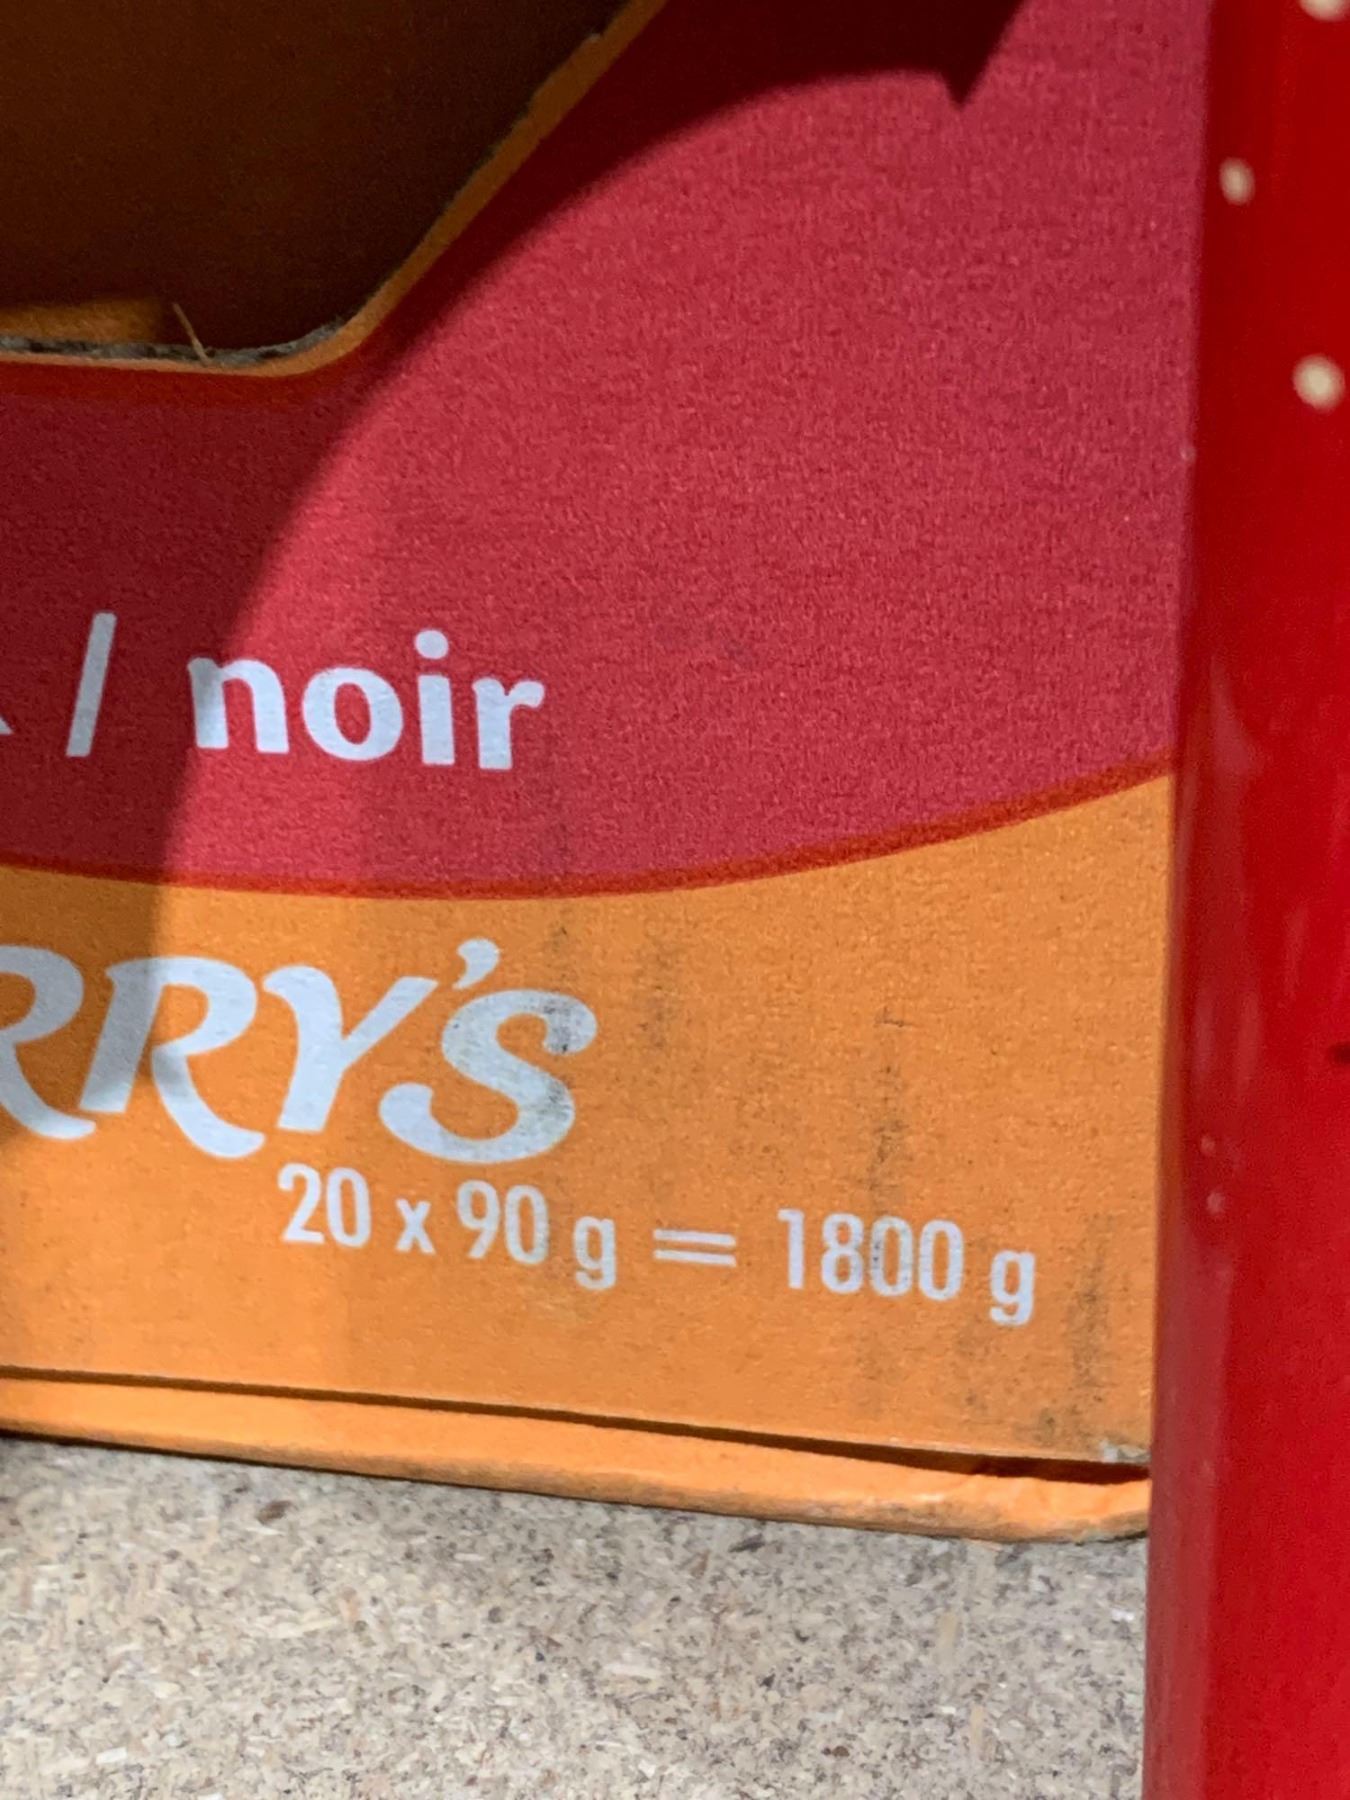 / noir
RRY'S
20 x 90 g = 1800 g